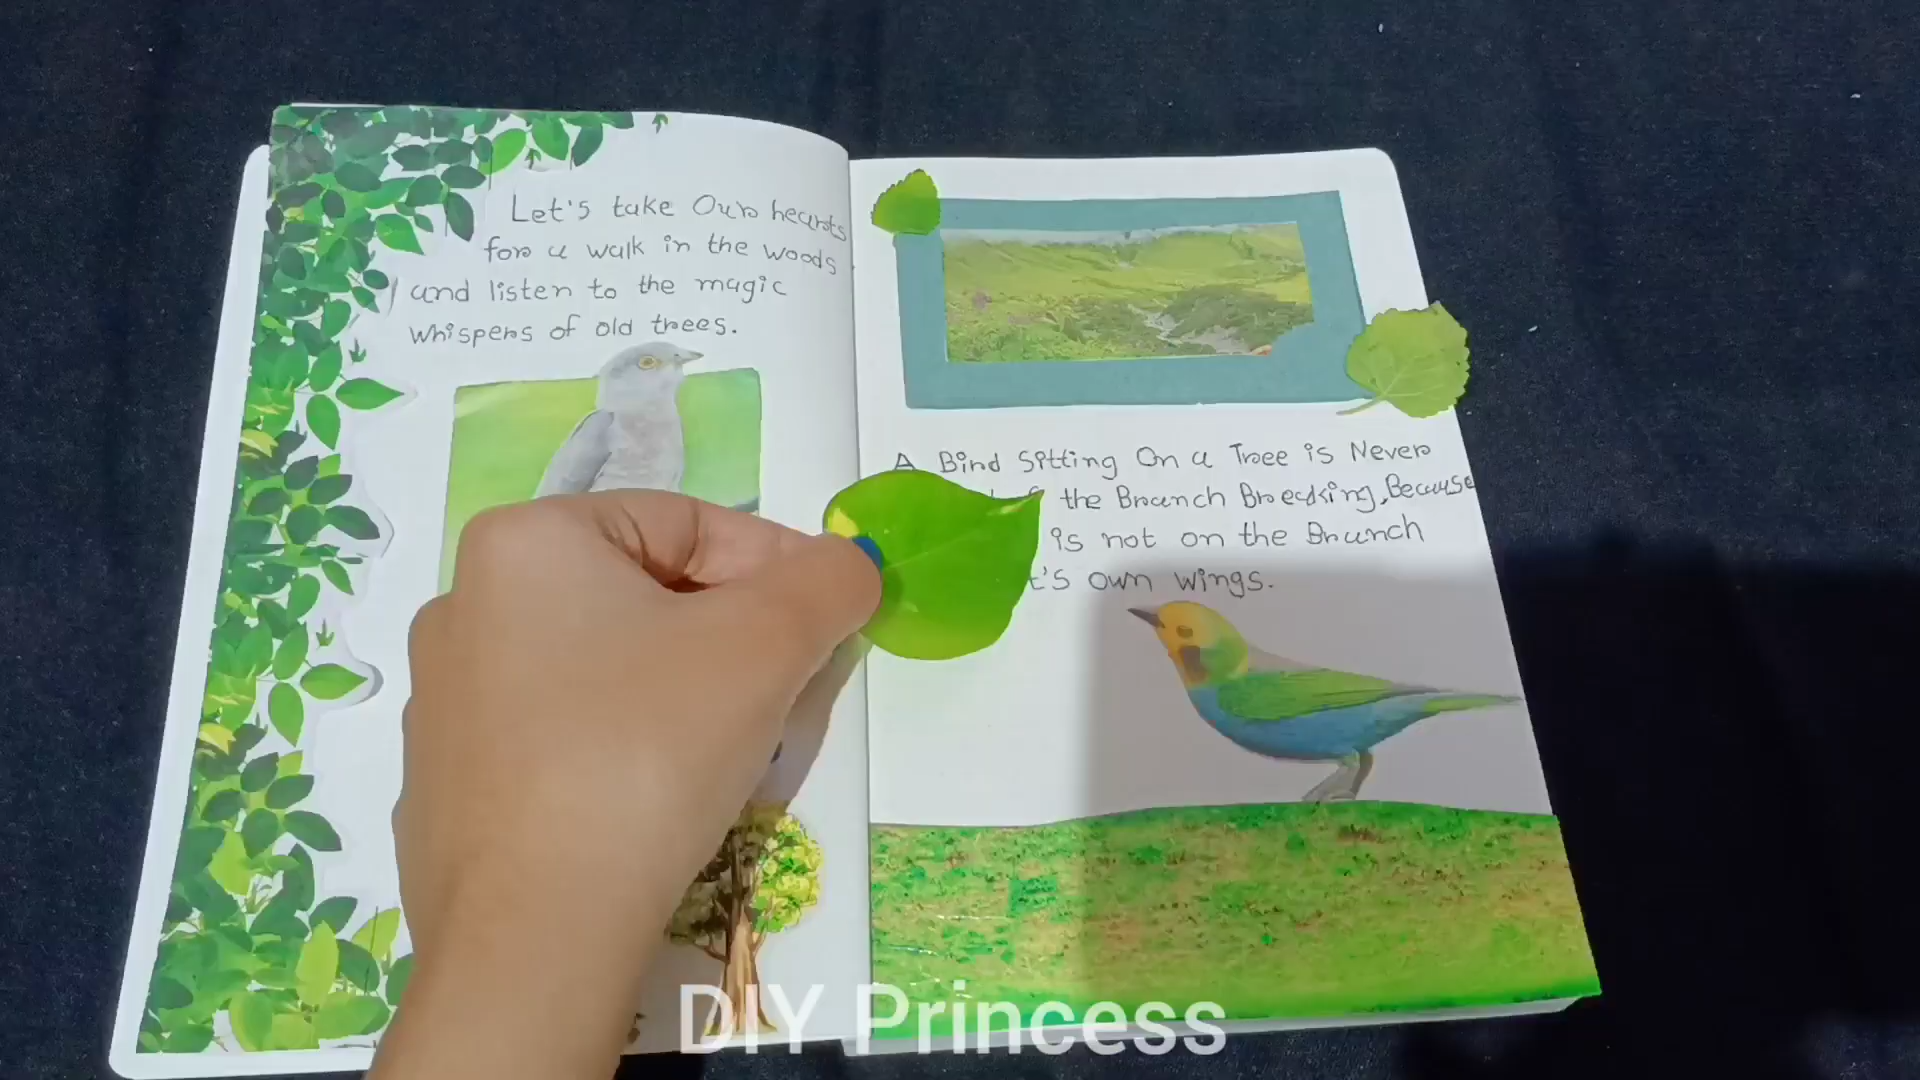 Let's take Our hearts
for a walk in the woods
and listen to the magic
whispers of old trees.
A Bird Sitting On a Tree is Never
the Branch Breaking, Because
is not on the Branch
own wings.
DIY Princess